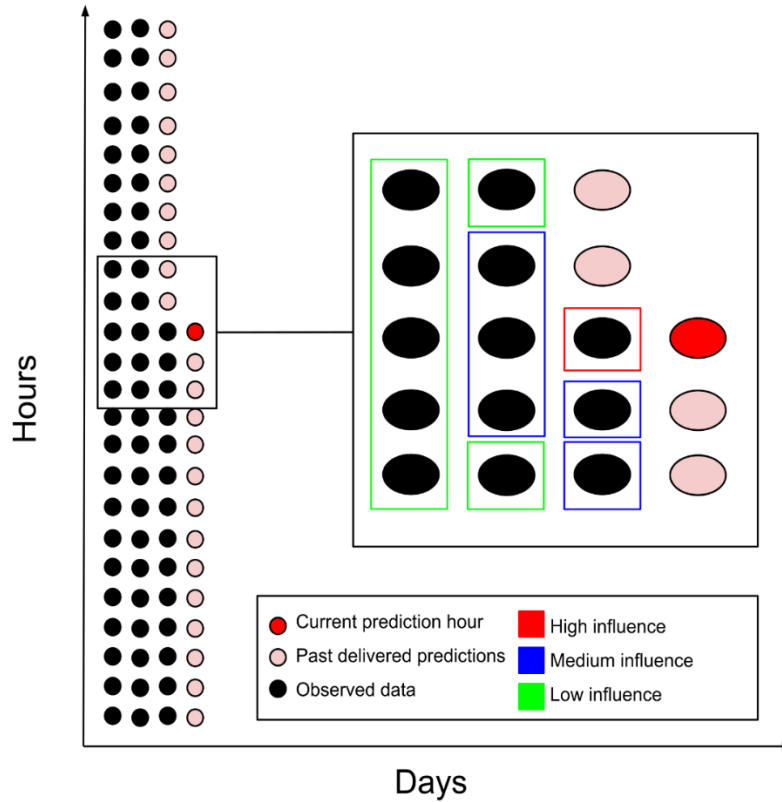 Hours
Current prediction hour
Past delivered predictions
Observed data
High influence
Medium influence
Low influence
Days